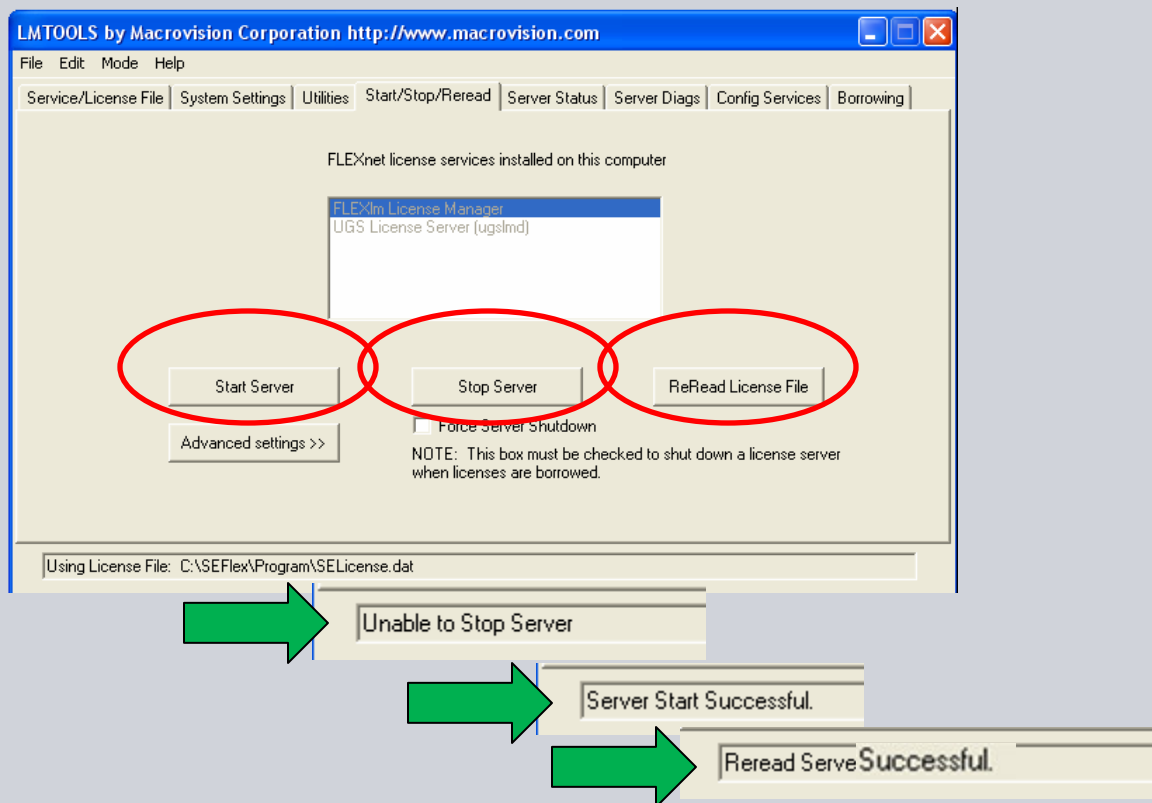 LMTOOLS by Macrovision Corporation http://www.macrovision.com
File Edit Mode Help
Service/License File System Settings Utilities Start/Stop/Reread Server Status Server Diags Config Services Borrowing
FLEXnet license services installed on this computer
FLEXlm License Manager
UGS License Server (ugslmd)
Start Server Stop Server ReRead License File
Force Server Shutdown
Advanced settings >>
NOTE: This box must be checked to shut down a license server
when licenses are borrowed.
Using License File: C:\SEFlex\Program\SELicense.dat
Unable to Stop Server
Server Start Successful.
Reread Serve Successful.